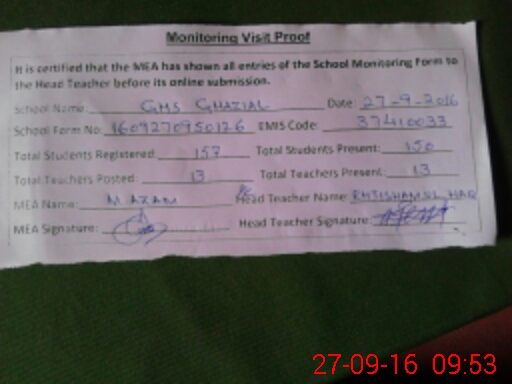 Monitoring Visit Proof
It is certified that the MEA has shown all entries of the School Monitoring Form to
the Head Teacher before its online submission.
School Name: GMS GHAZIAL Date: 27-9-2016
School Form No: 1609270950126 EMIS Code: 37410033
Total Students Registered: 157 Total Students Present: 150
Total Teachers Posted: 13 Total Teachers Present: 13
MEA Name: M AZAM Head Teacher Name: EHTISHAM UL HAQ
MEA Signature: Head Teacher Signature:
27-09-16 09:53